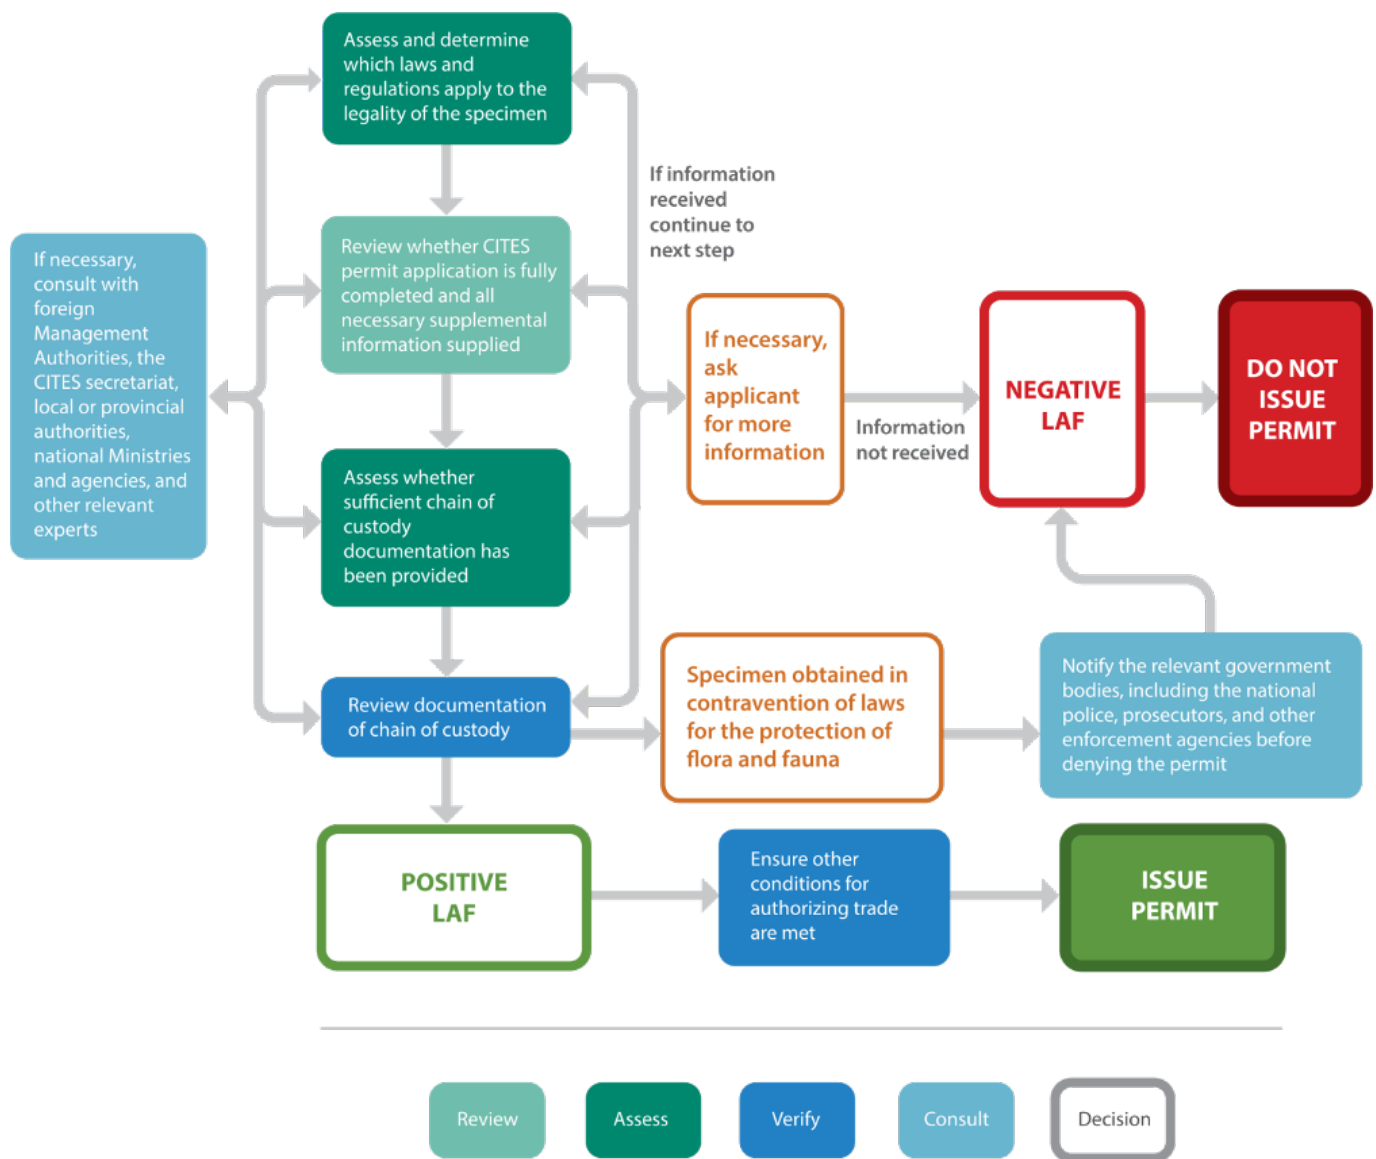 Assess and determine
which laws and
regulations apply to the
legality of the specimen
If information
received
continue to
next step
Review whether CITES
permit application is fully
completed and all
necessary supplemental
information supplied
If necessary,
consult with
foreign
Management
Authorities, the
CITES secretariat,
local or provincial
authorities,
national Ministries
and agencies, and
other relevant
experts
If necessary,
ask
applicant
for more
information
Information
not received
NEGATIVE
LAF
DO NOT
ISSUE
PERMIT
Assess whether
sufficient chain of
custody
documentation has
been provided
Review documentation
of chain of custody
Specimen obtained in
contravention of laws
for the protection of
flora and fauna
Notify the relevant government
bodies, including the national
police, prosecutors, and other
enforcement agencies before
denying the permit
POSITIVE
LAF
Ensure other
conditions for
authorizing trade
are met
ISSUE
PERMIT
Review
Assess
Verify
Consult
Decision